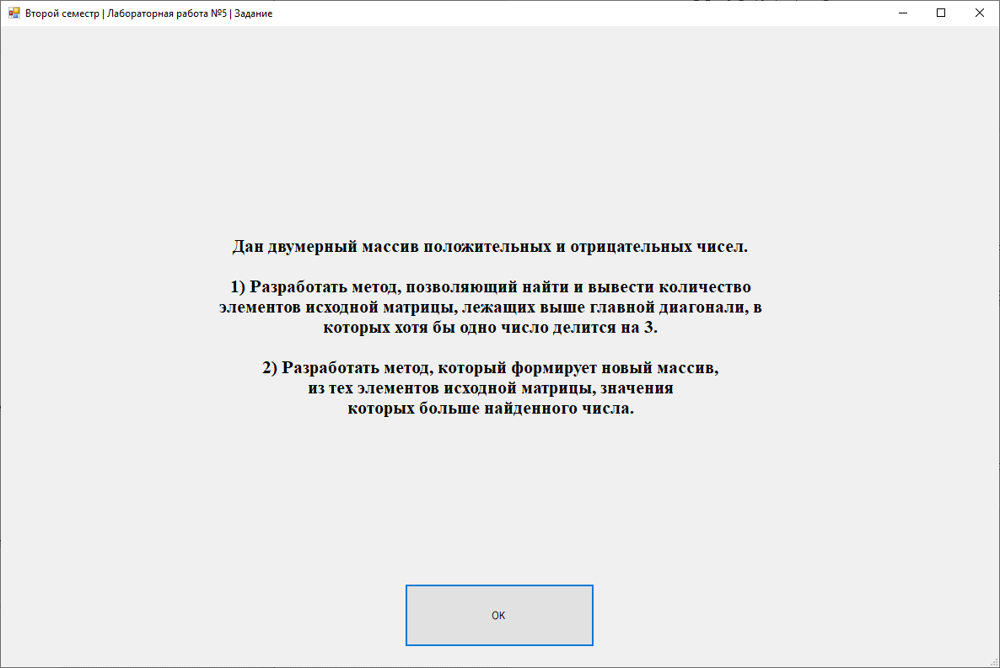 Второй семестр | Лабораторная работа №5 | Задание
Дан двумерный массив положительных и отрицательных чисел.
1) Разработать метод, позволяющий найти и вывести количество
элементов исходной матрицы, лежащих выше главной диагонали, в
которых хотя бы одно число делится на 3.
2) Разработать метод, который формирует новый массив,
из тех элементов исходной матрицы, значения
которых больше найденного числа.
OK